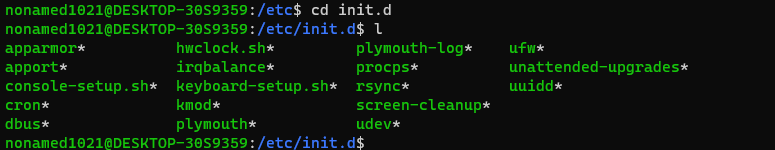 nonamed1021@DESKTOP-30S9359:/etc$ cd init.d
nonamed1021@DESKTOP-30S9359:/etc/init.d$ l
apparmor* hwclock.sh* plymouth-log* ufw*
apport* irqbalance* procps* unattended-upgrades*
console-setup.sh* keyboard-setup.sh* rsync* uuidd*
cron* kmod* screen-cleanup*
dbus* plymouth* udev*
nonamed1021@DESKTOP-30S9359:/etc/init.d$